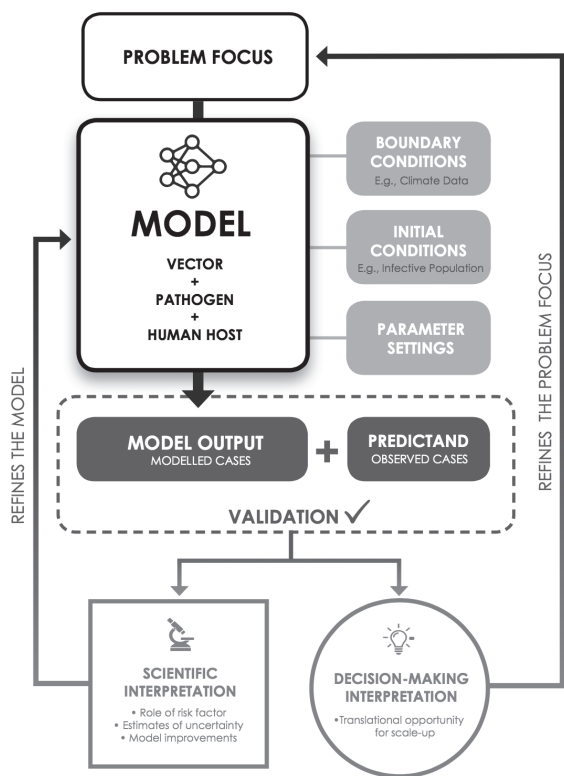 PROBLEM FOCUS
MODEL
VECTOR
+
PATHOGEN
+
HUMAN HOST
BOUNDARY
CONDITIONS
E.g., Climate Data
INITIAL
CONDITIONS
E.g., Infective Population
PARAMETER
SETTINGS
REFINES THE MODEL
REFINES THE PROBLEM FOCUS
MODEL OUTPUT
MODELLED CASES
+
PREDICTAND
OBSERVED CASES
VALIDATION ✓
SCIENTIFIC
INTERPRETATION
• Role of risk factor
• Estimates of uncertainty
• Model improvements
DECISION-MAKING
INTERPRETATION
•Translational opportunity
for scale-up